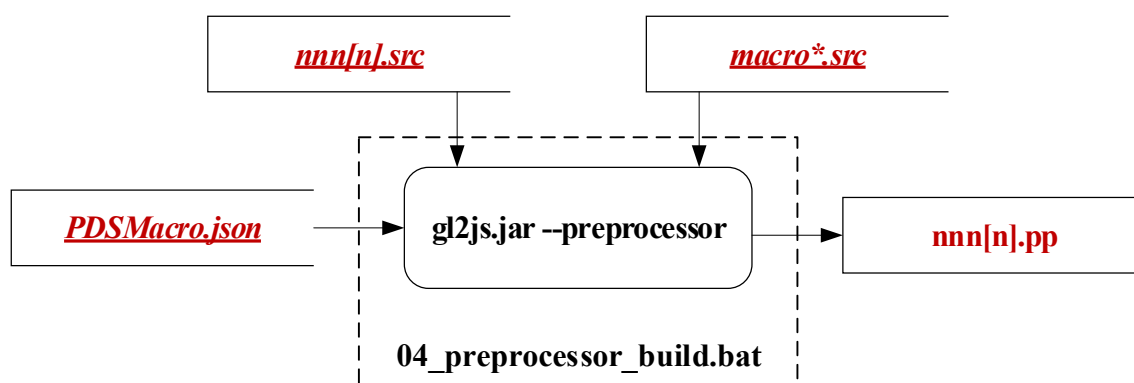 nnn[n].src
macro*.src
PDSMacro.json
gl2js.jar --preprocessor
nnn[n].pp
04_preprocessor_build.bat